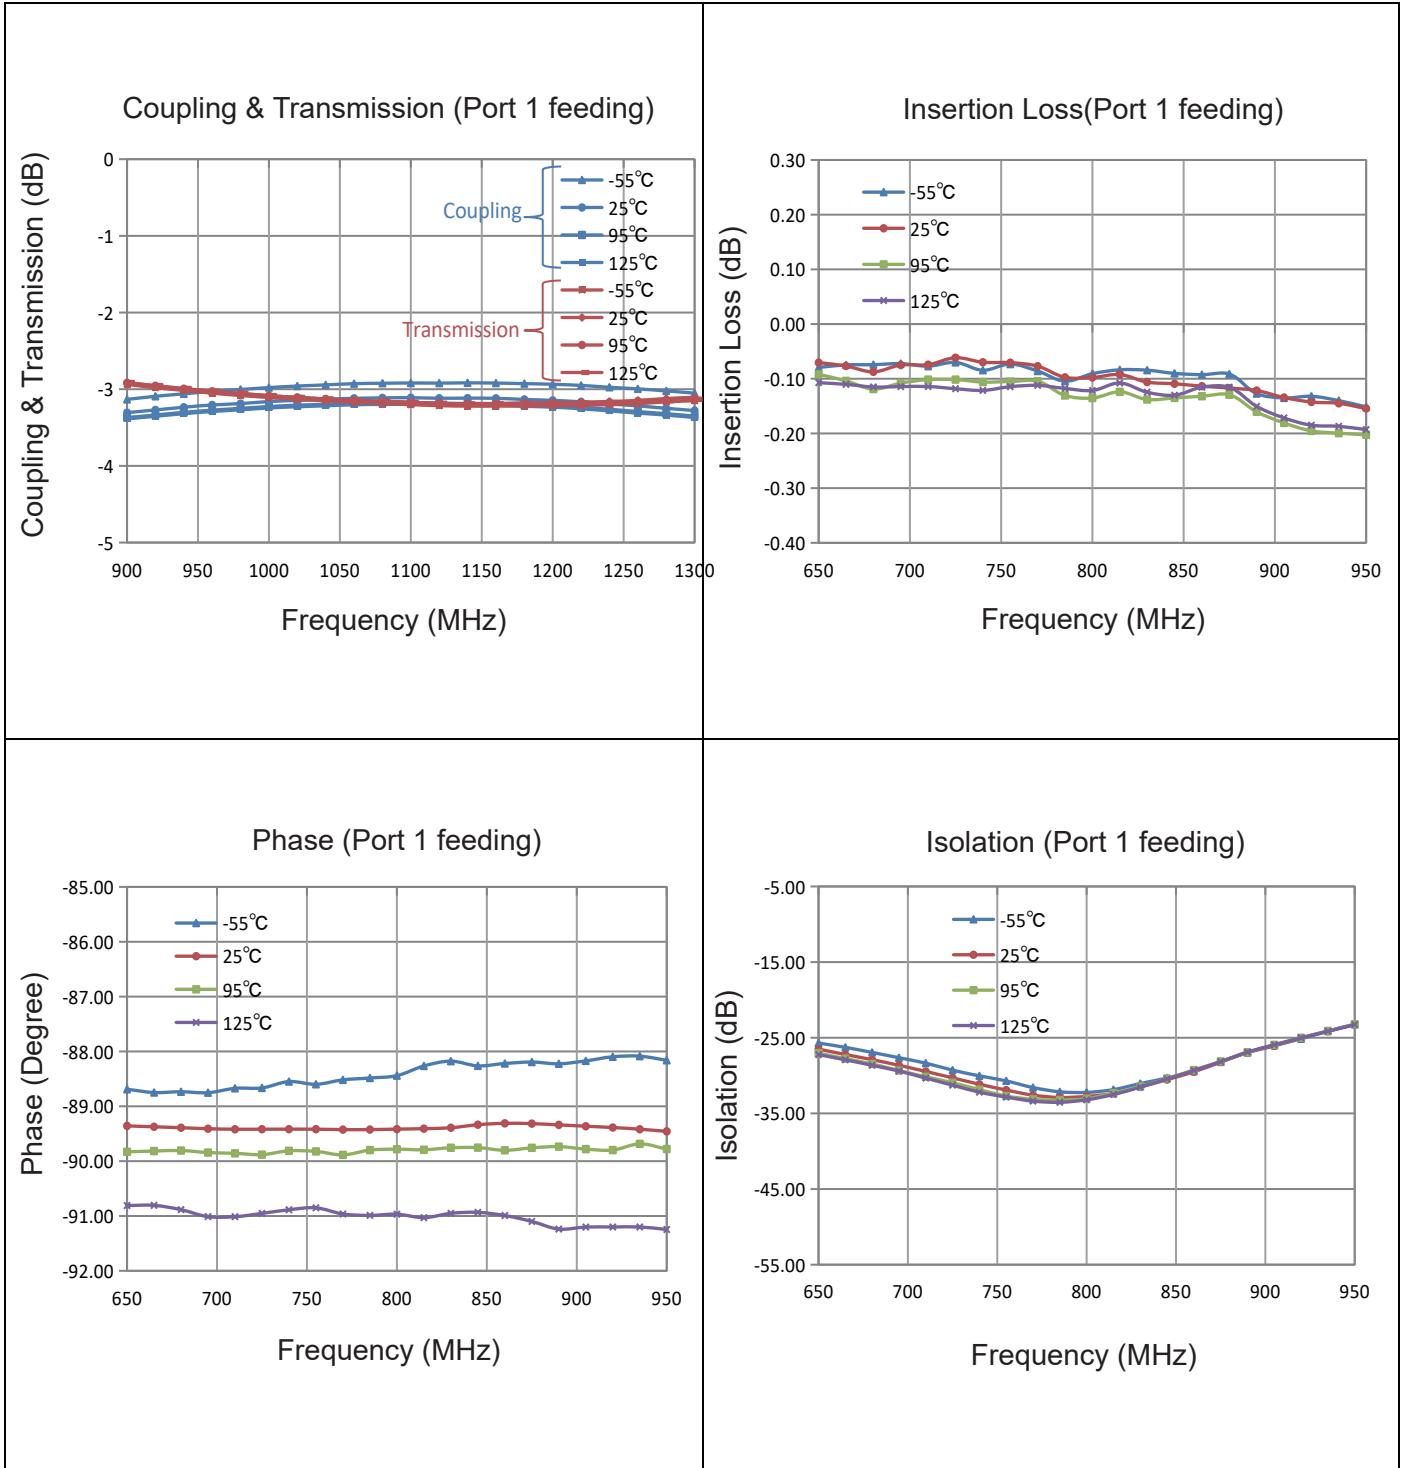 Coupling & Transmission (Port 1 feeding)
Coupling & Transmission (dB)
0
-1
-2
-3
-4
-5
Coupling
-55℃
25℃
95℃
125℃
Transmission
-55℃
25℃
95℃
125℃
900 950 1000 1050 1100 1150 1200 1250 1300
Frequency (MHz)
Insertion Loss(Port 1 feeding)
Insertion Loss (dB)
0.30
0.20
0.10
0.00
-0.10
-0.20
-0.30
-0.40
-55℃
25℃
95℃
125℃
650 700 750 800 850 900 950
Frequency (MHz)
Phase (Port 1 feeding)
Phase (Degree)
-85.00
-86.00
-87.00
-88.00
-89.00
-90.00
-91.00
-92.00
-55℃
25℃
95℃
125℃
650 700 750 800 850 900 950
Frequency (MHz)
Isolation (Port 1 feeding)
Isolation (dB)
-5.00
-15.00
-25.00
-35.00
-45.00
-55.00
-55℃
25℃
95℃
125℃
650 700 750 800 850 900 950
Frequency (MHz)